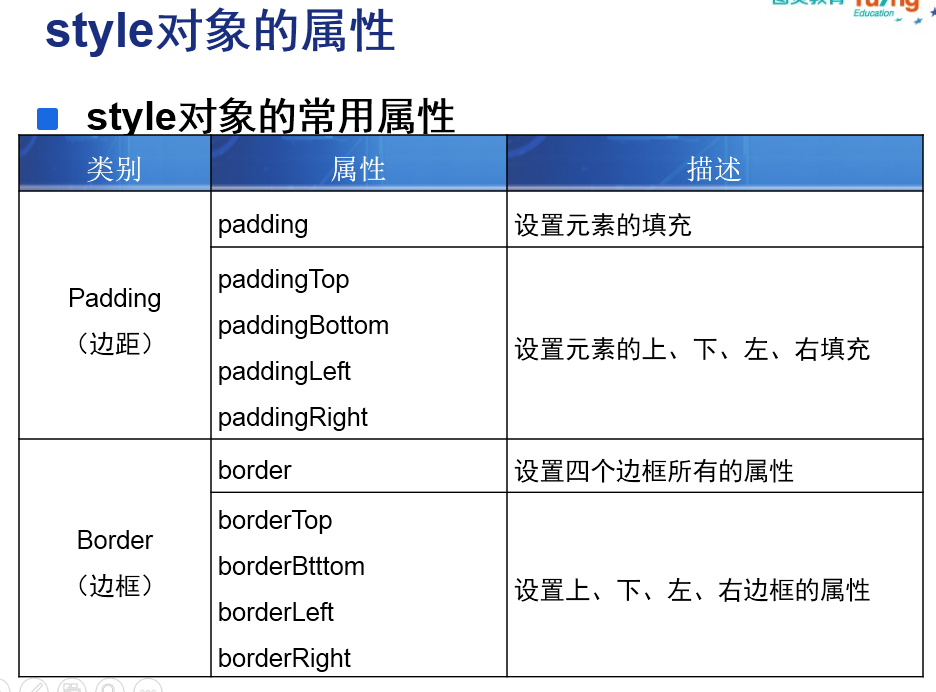 style对象的属性
Education
style对象的常用属性
类别 属性 描述
Padding
（边距）
padding
设置元素的填充
paddingTop
paddingBottom
paddingLeft
paddingRight
设置元素的上、下、左、右填充
Border
（边框）
border
设置四个边框所有的属性
borderTop
borderBtttom
borderLeft
borderRight
设置上、下、左、右边框的属性